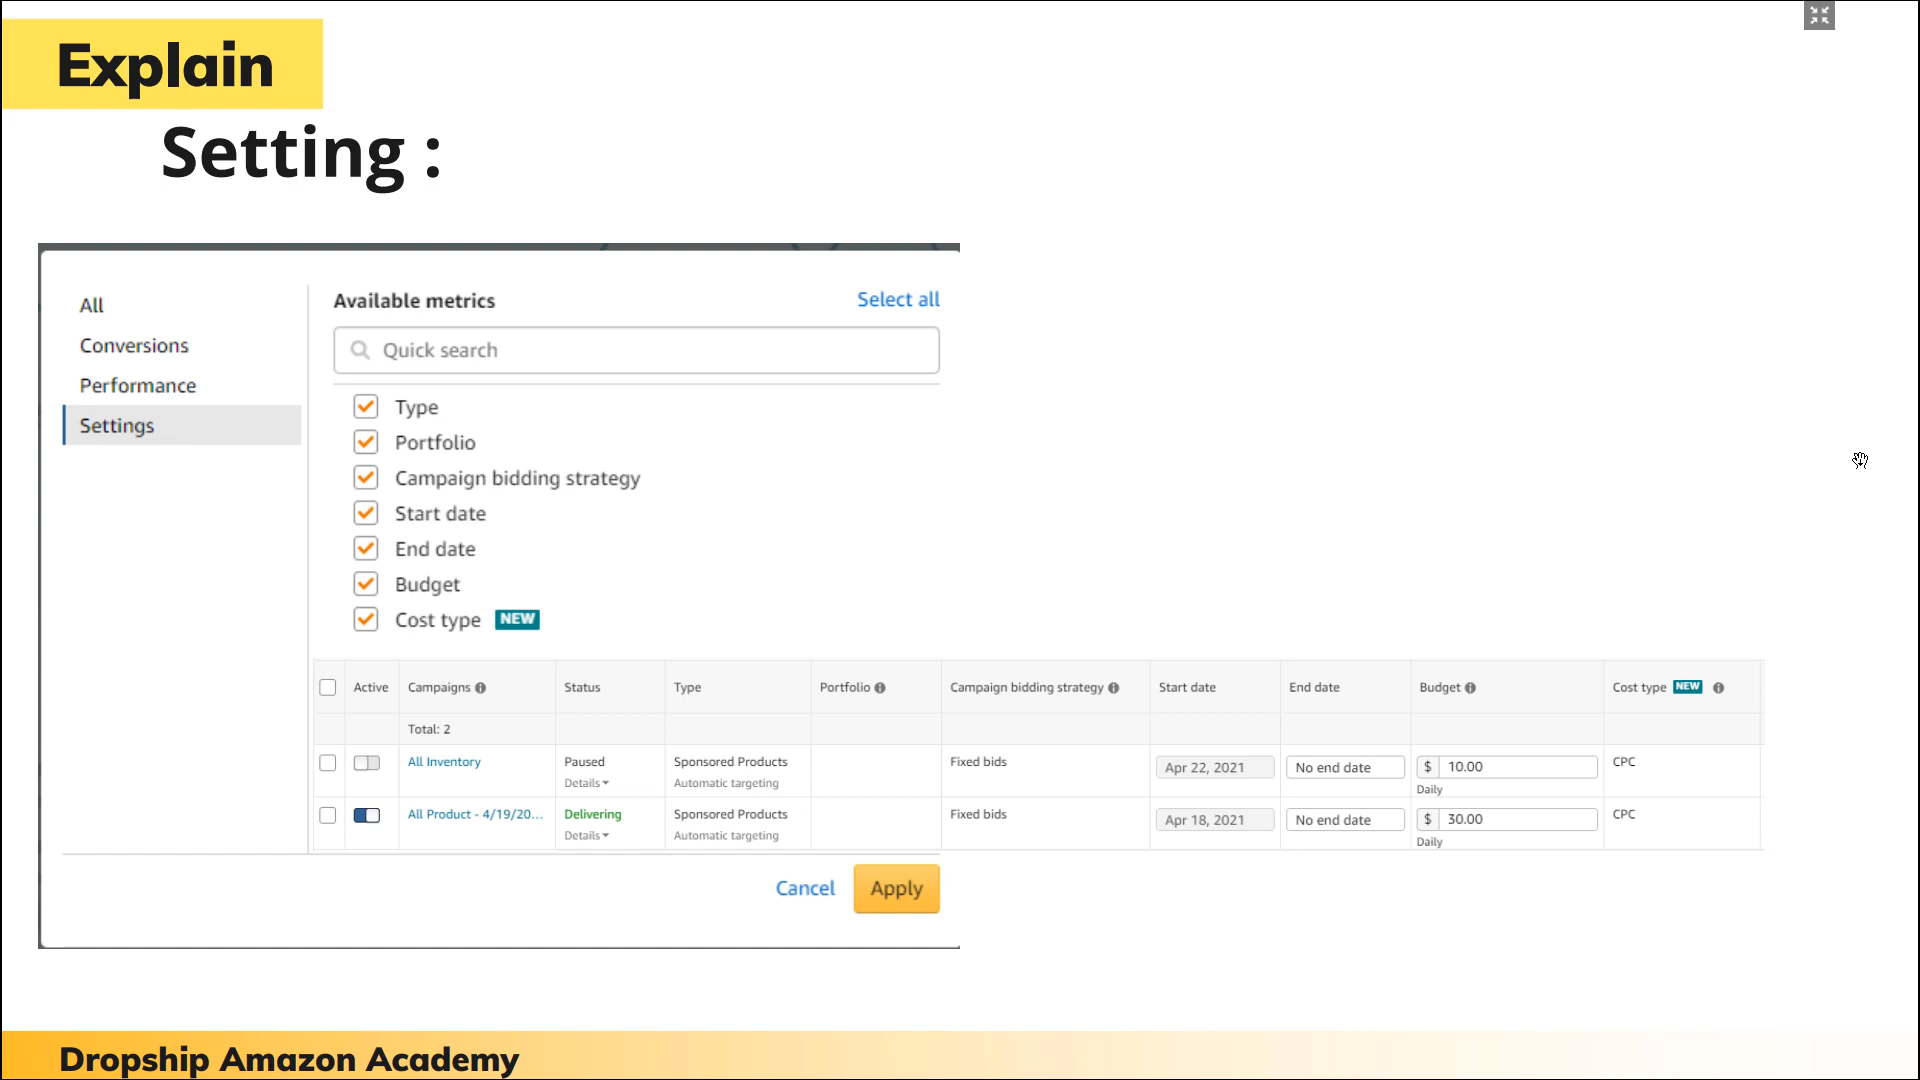 Explain
Setting :
All
Conversions
Performance
Settings
Available metrics
Select all
Quick search
Type
Portfolio
Campaign bidding strategy
Start date
End date
Budget
Cost type NEW
Active Campaigns Status Type Portfolio Campaign bidding strategy Start date End date Budget Cost type NEW
Total: 2
All Inventory Paused Sponsored Products Fixed bids Apr 22, 2021 No end date $ 10.00 CPC
Details Automatic targeting Daily
All Product - 4/19/20... Delivering Sponsored Products Fixed bids Apr 18, 2021 No end date $ 30.00 CPC
Details Automatic targeting Daily
Cancel Apply
Dropship Amazon Academy